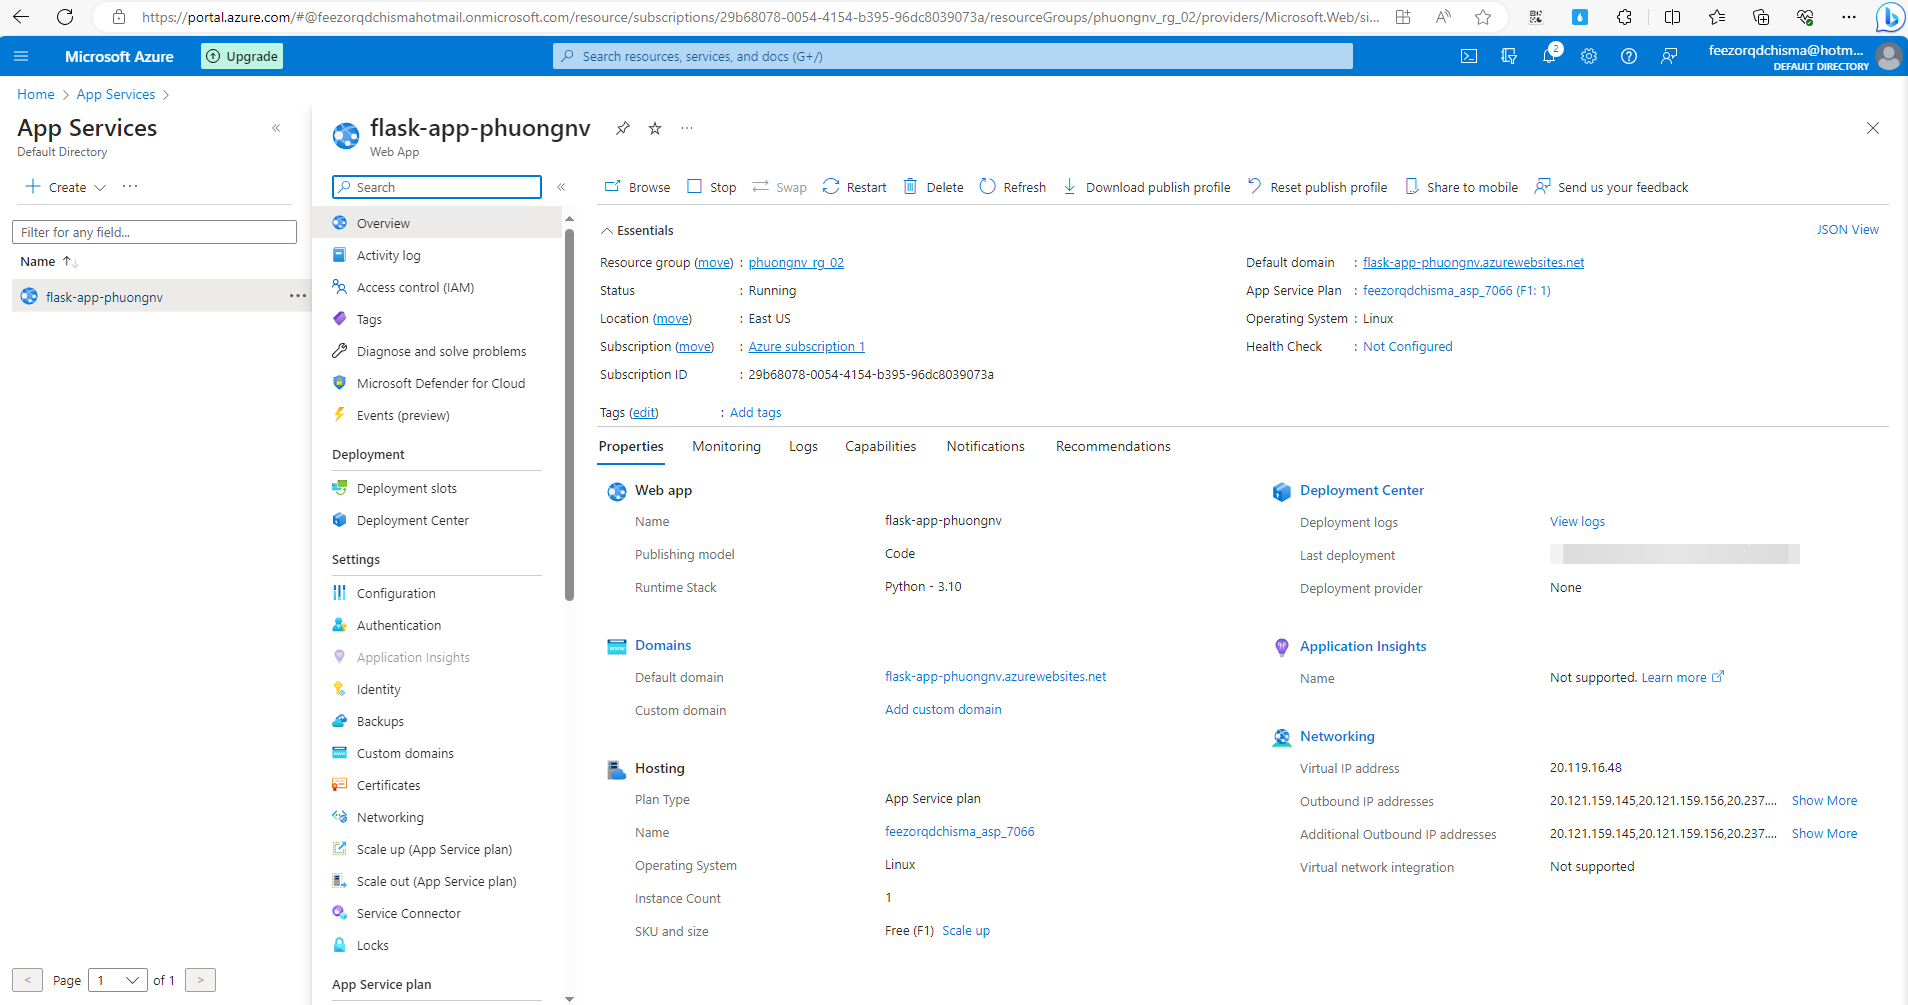 https://portal.azure.com/#@feezorqdchismahotmail.onmicrosoft.com/resource/subscriptions/29b68078-0054-4154-b395-96dc8039073a/resourceGroups/phuongnv_rg_02/providers/Microsoft.Web/si...
Microsoft Azure
Upgrade
Search resources, services, and docs (G+/)
2
feezorqdchisma@hotm...
DEFAULT DIRECTORY
Home > App Services >
App Services
Default Directory
Create
Filter for any field...
Name
flask-app-phuongnv
< Page 1 of 1 >
flask-app-phuongnv
Web App
Search
Overview
Activity log
Access control (IAM)
Tags
Diagnose and solve problems
Microsoft Defender for Cloud
Events (preview)
Deployment
Deployment slots
Deployment Center
Settings
Configuration
Authentication
Application Insights
Identity
Backups
Custom domains
Certificates
Networking
Scale up (App Service plan)
Scale out (App Service plan)
Service Connector
Locks
App Service plan
Browse Stop Swap Restart Delete Refresh Download publish profile Reset publish profile Share to mobile Send us your feedback
Essentials
JSON View
Resource group (move) : phuongnv_rg_02
Status : Running
Location (move) : East US
Subscription (move) : Azure subscription 1
Subscription ID : 29b68078-0054-4154-b395-96dc8039073a
Default domain : flask-app-phuongnv.azurewebsites.net
App Service Plan : feezorqdchisma_asp_7066 (F1: 1)
Operating System : Linux
Health Check : Not Configured
Tags (edit) : Add tags
Properties Monitoring Logs Capabilities Notifications Recommendations
Web app
Name flask-app-phuongnv
Publishing model Code
Runtime Stack Python - 3.10
Domains
Default domain flask-app-phuongnv.azurewebsites.net
Custom domain Add custom domain
Hosting
Plan Type App Service plan
Name feezorqdchisma_asp_7066
Operating System Linux
Instance Count 1
SKU and size Free (F1) Scale up
Deployment Center
Deployment logs View logs
Last deployment
Deployment provider None
Application Insights
Name Not supported. Learn more
Networking
Virtual IP address 20.119.16.48
Outbound IP addresses 20.121.159.145,20.121.159.156,20.237.... Show More
Additional Outbound IP addresses 20.121.159.145,20.121.159.156,20.237.... Show More
Virtual network integration Not supported